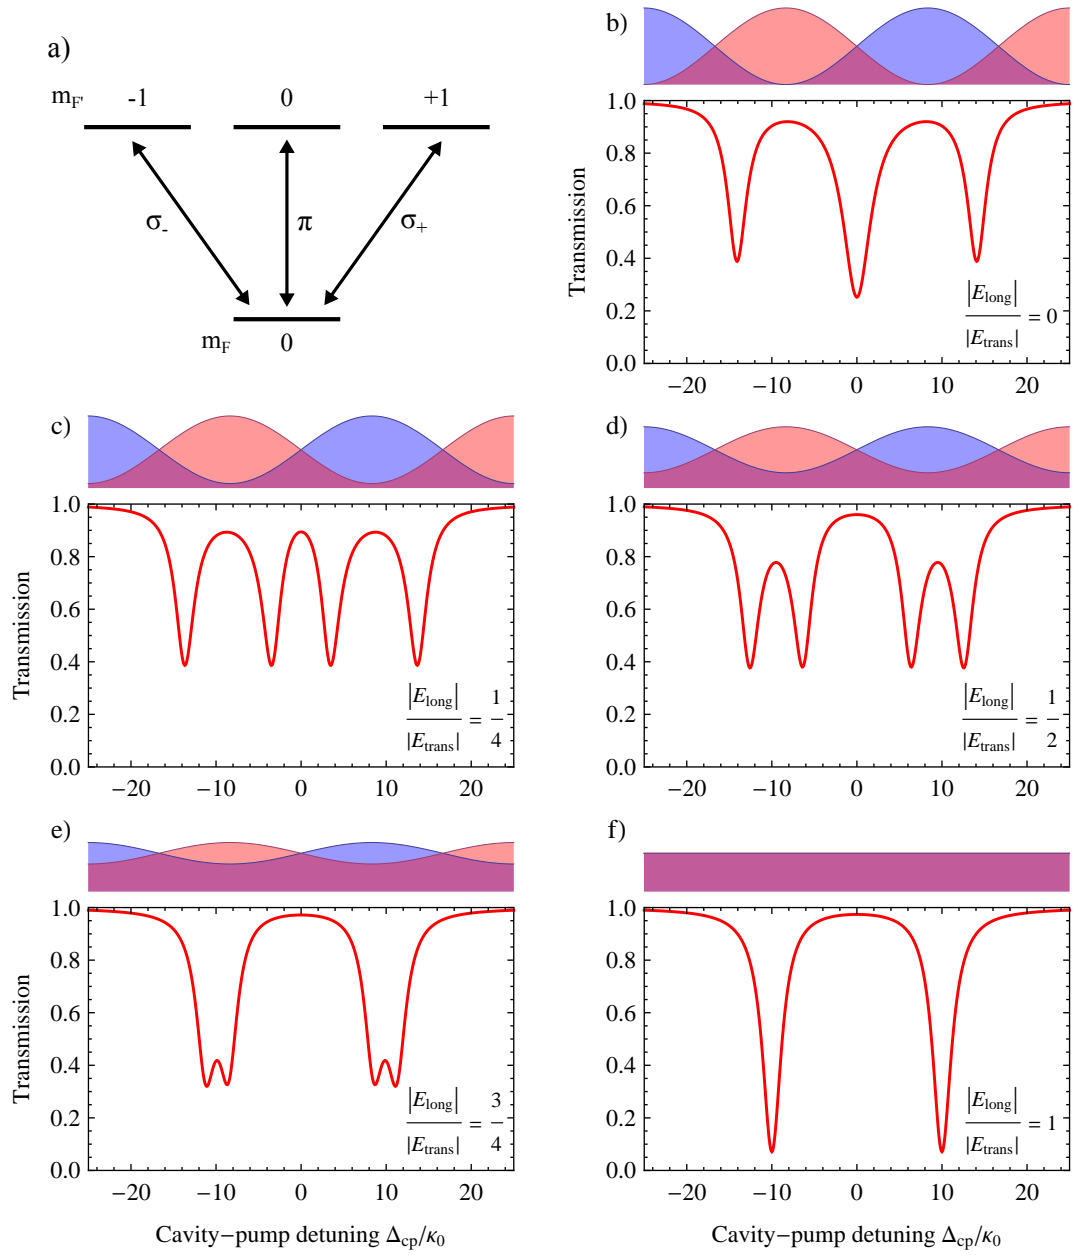 a)
m_F' -1 0 +1
σ_- π σ_+
m_F 0
b)
Transmission
1.0
0.8
0.6
0.4
0.2
0.0
|E_long| / |E_trans| = 0
−20 −10 0 10 20
c)
Transmission
1.0
0.8
0.6
0.4
0.2
0.0
|E_long| / |E_trans| = 1/4
−20 −10 0 10 20
d)
1.0
0.8
0.6
0.4
0.2
0.0
|E_long| / |E_trans| = 1/2
−20 −10 0 10 20
e)
Transmission
1.0
0.8
0.6
0.4
0.2
0.0
|E_long| / |E_trans| = 3/4
−20 −10 0 10 20
Cavity−pump detuning Δ_cp/κ_0
f)
1.0
0.8
0.6
0.4
0.2
0.0
|E_long| / |E_trans| = 1
−20 −10 0 10 20
Cavity−pump detuning Δ_cp/κ_0